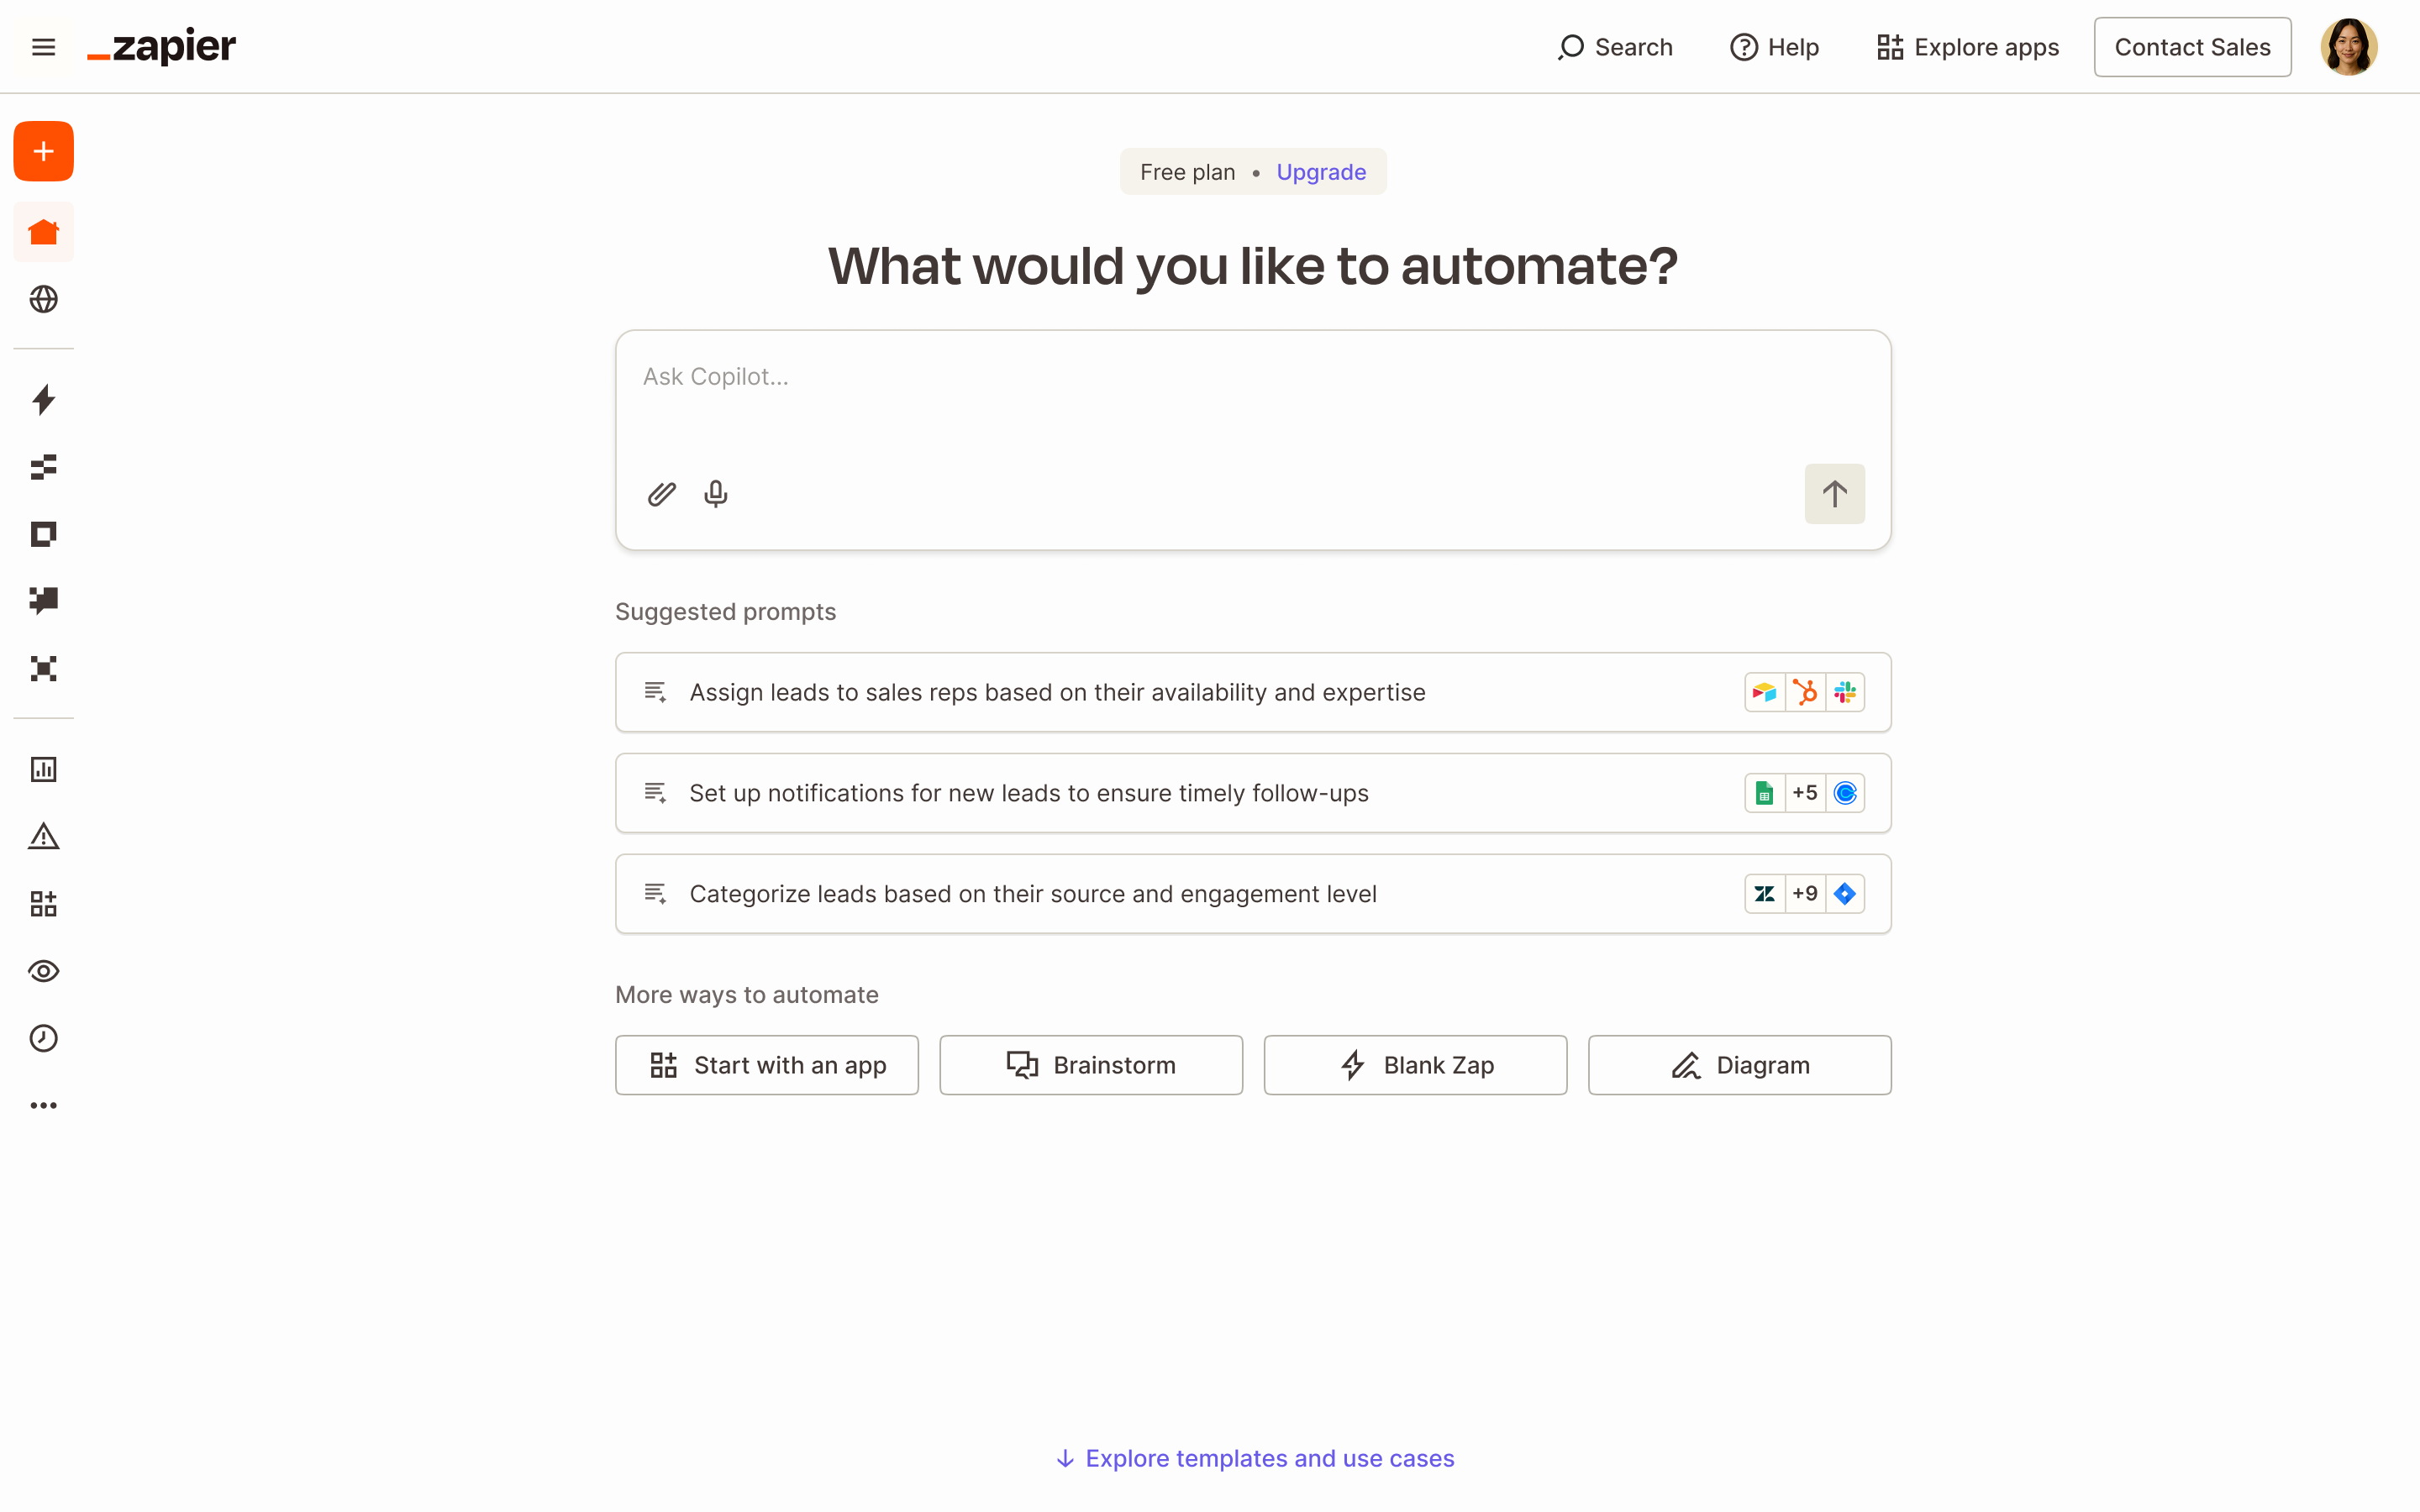 zapier
Search
Help
Explore apps
Contact Sales
Free plan • Upgrade
What would you like to automate?
Ask Copilot...
Suggested prompts
Assign leads to sales reps based on their availability and expertise
Set up notifications for new leads to ensure timely follow-ups
+5
Categorize leads based on their source and engagement level
+9
More ways to automate
Start with an app
Brainstorm
Blank Zap
Diagram
Explore templates and use cases